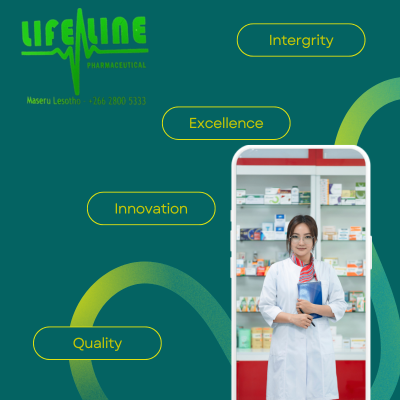 LIFELINE
PHARMACEUTICAL
Maseru Lesotho - +266 2800 5333
Intergrity
Excellence
Innovation
Quality